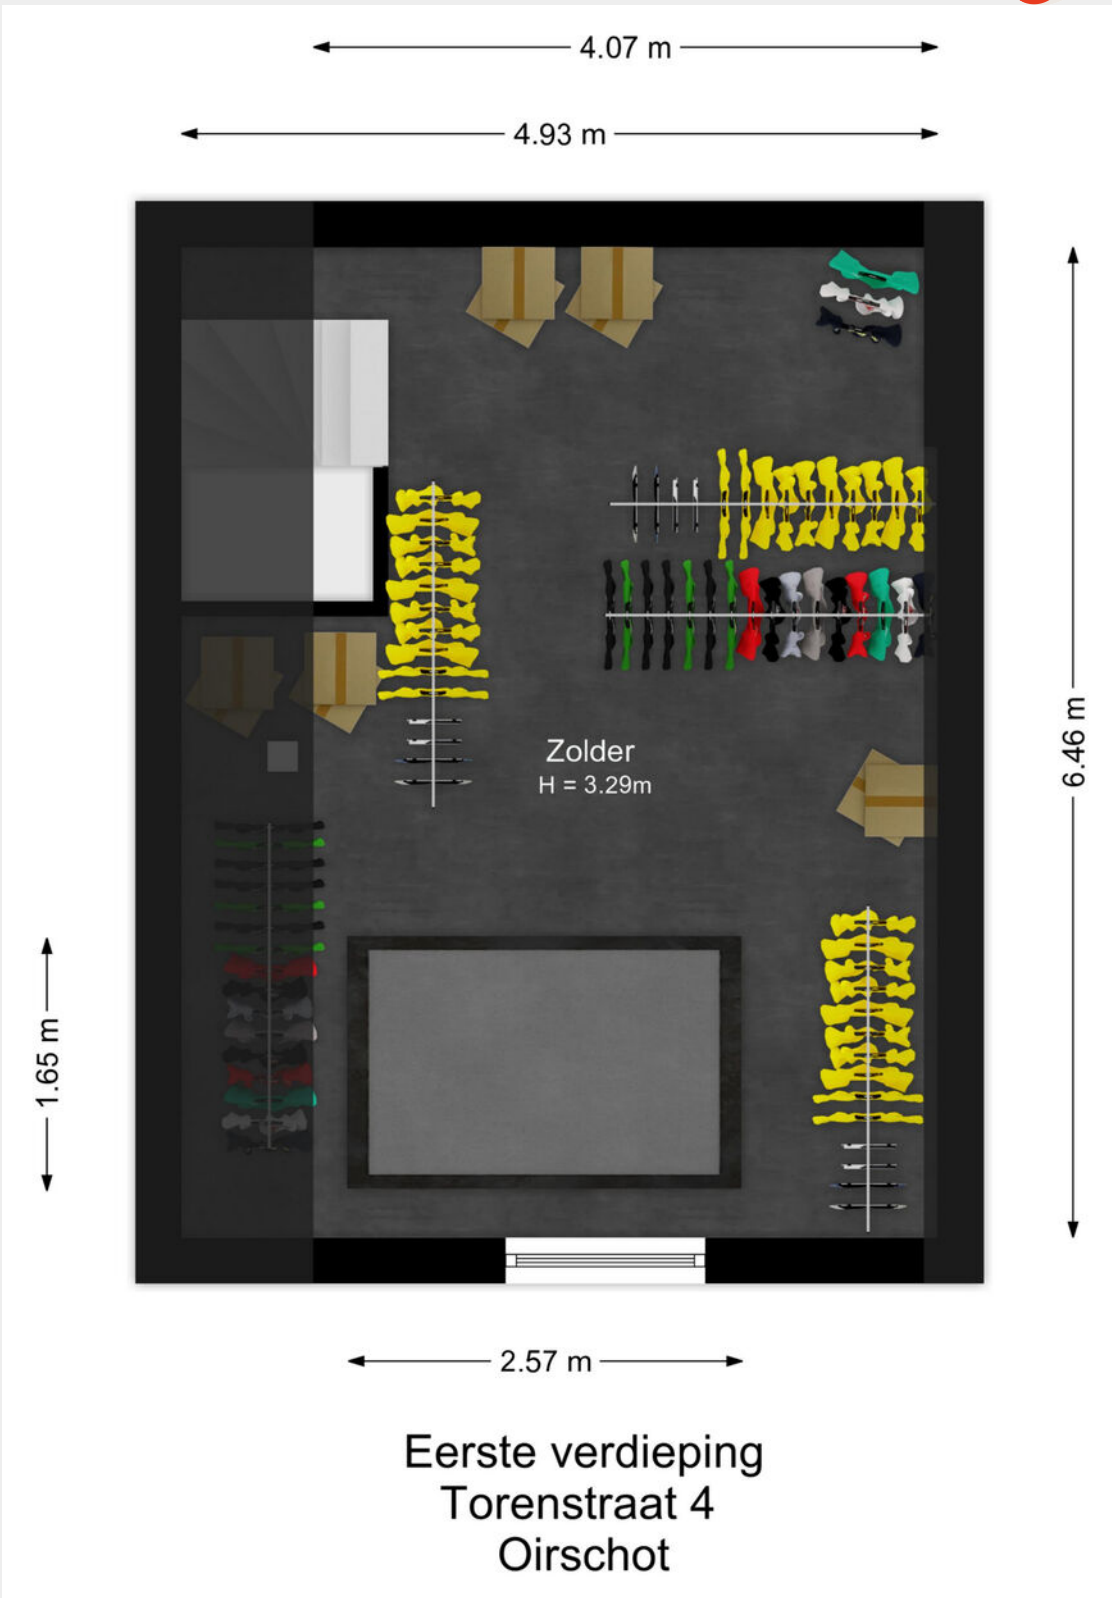 4.07 m
4.93 m
Zolder
H = 3.29m
6.46 m
1.65 m
2.57 m
Eerste verdieping
Torenstraat 4
Oirschot